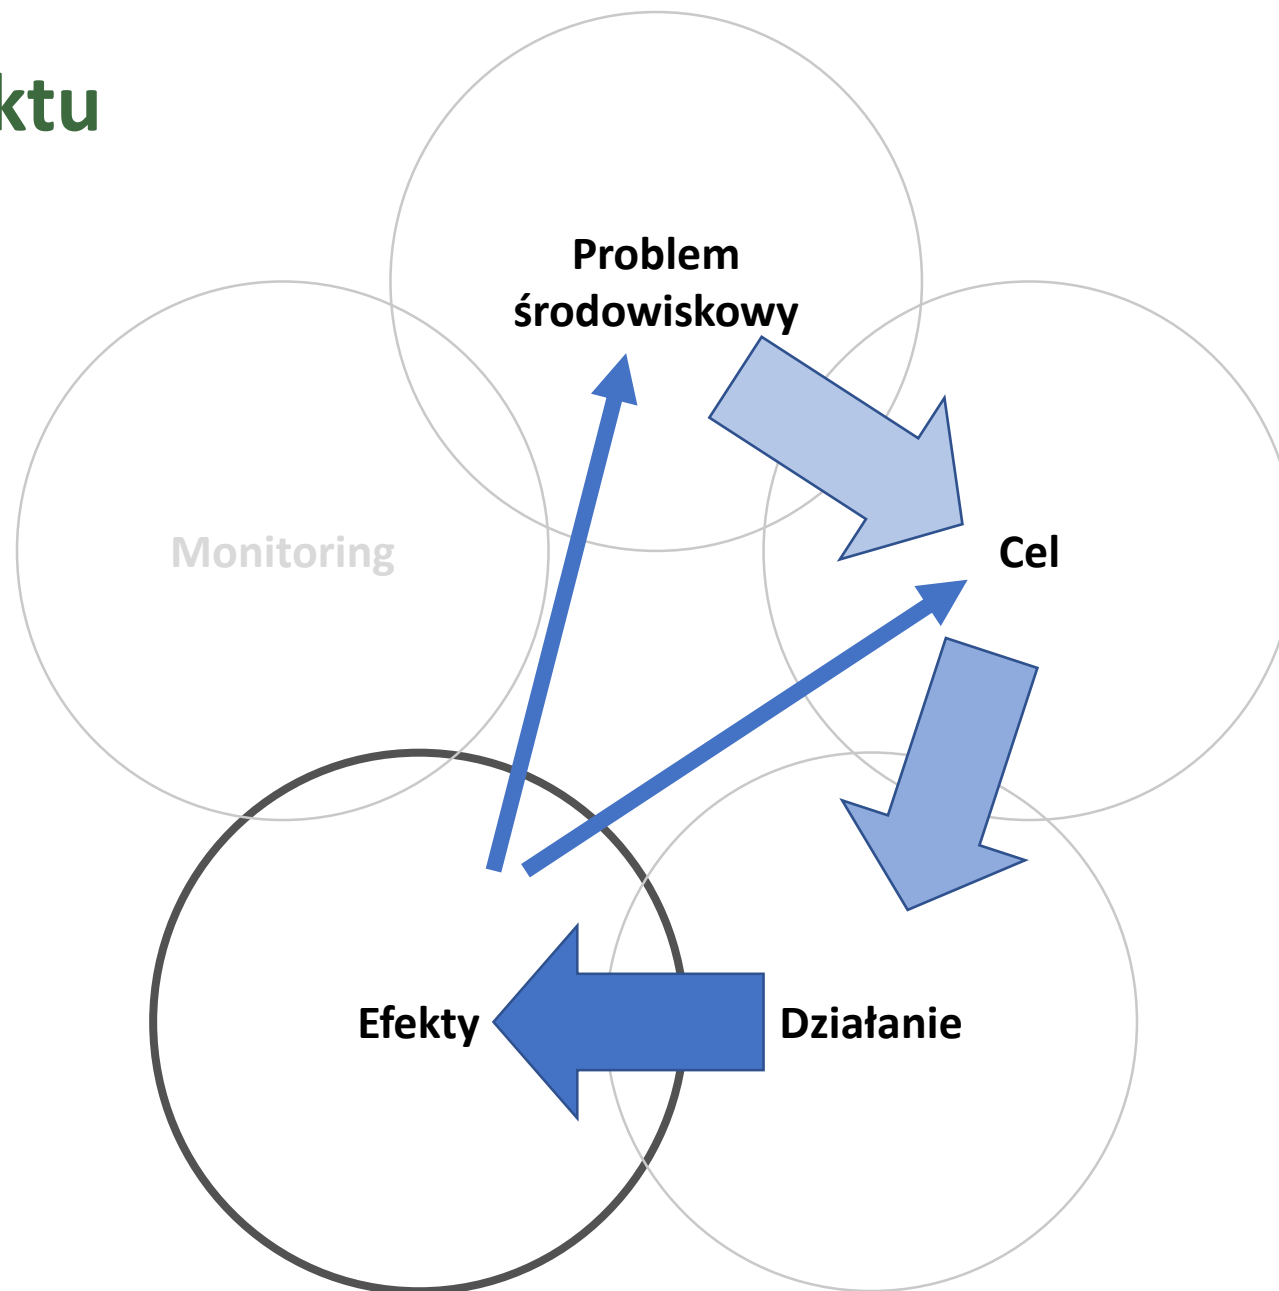 ktu
Problem
środowiskowy
Monitoring
Cel
Efekty
Działanie